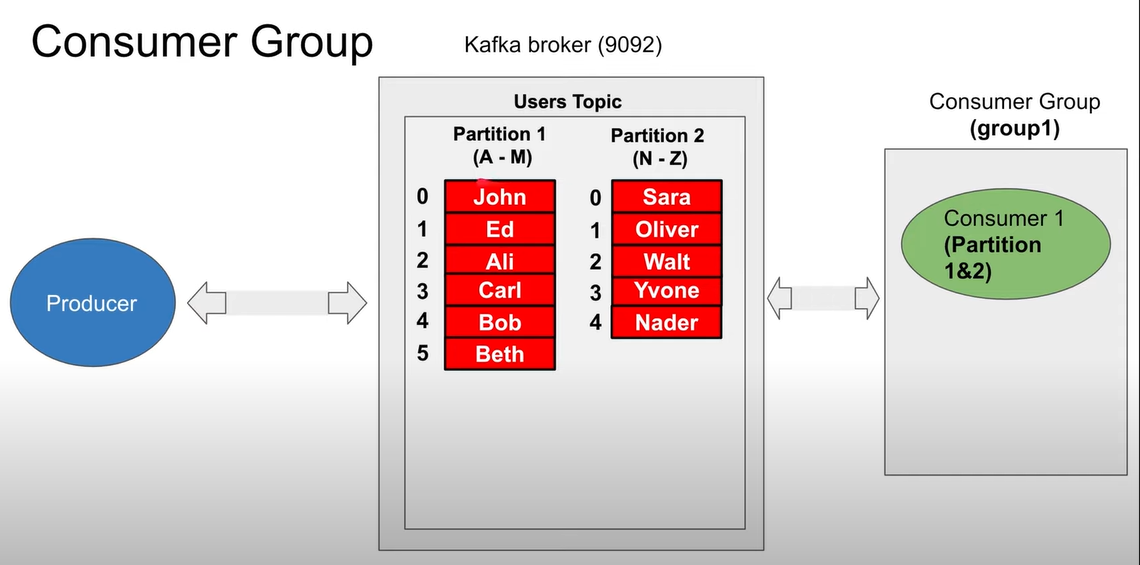 Consumer Group
Kafka broker (9092)
Users Topic
Partition 1
(A - M)
0 John
1 Ed
2 Ali
3 Carl
4 Bob
5 Beth
Partition 2
(N - Z)
0 Sara
1 Oliver
2 Walt
3 Yvone
4 Nader
Producer
Consumer Group
(group1)
Consumer 1
(Partition
1&2)